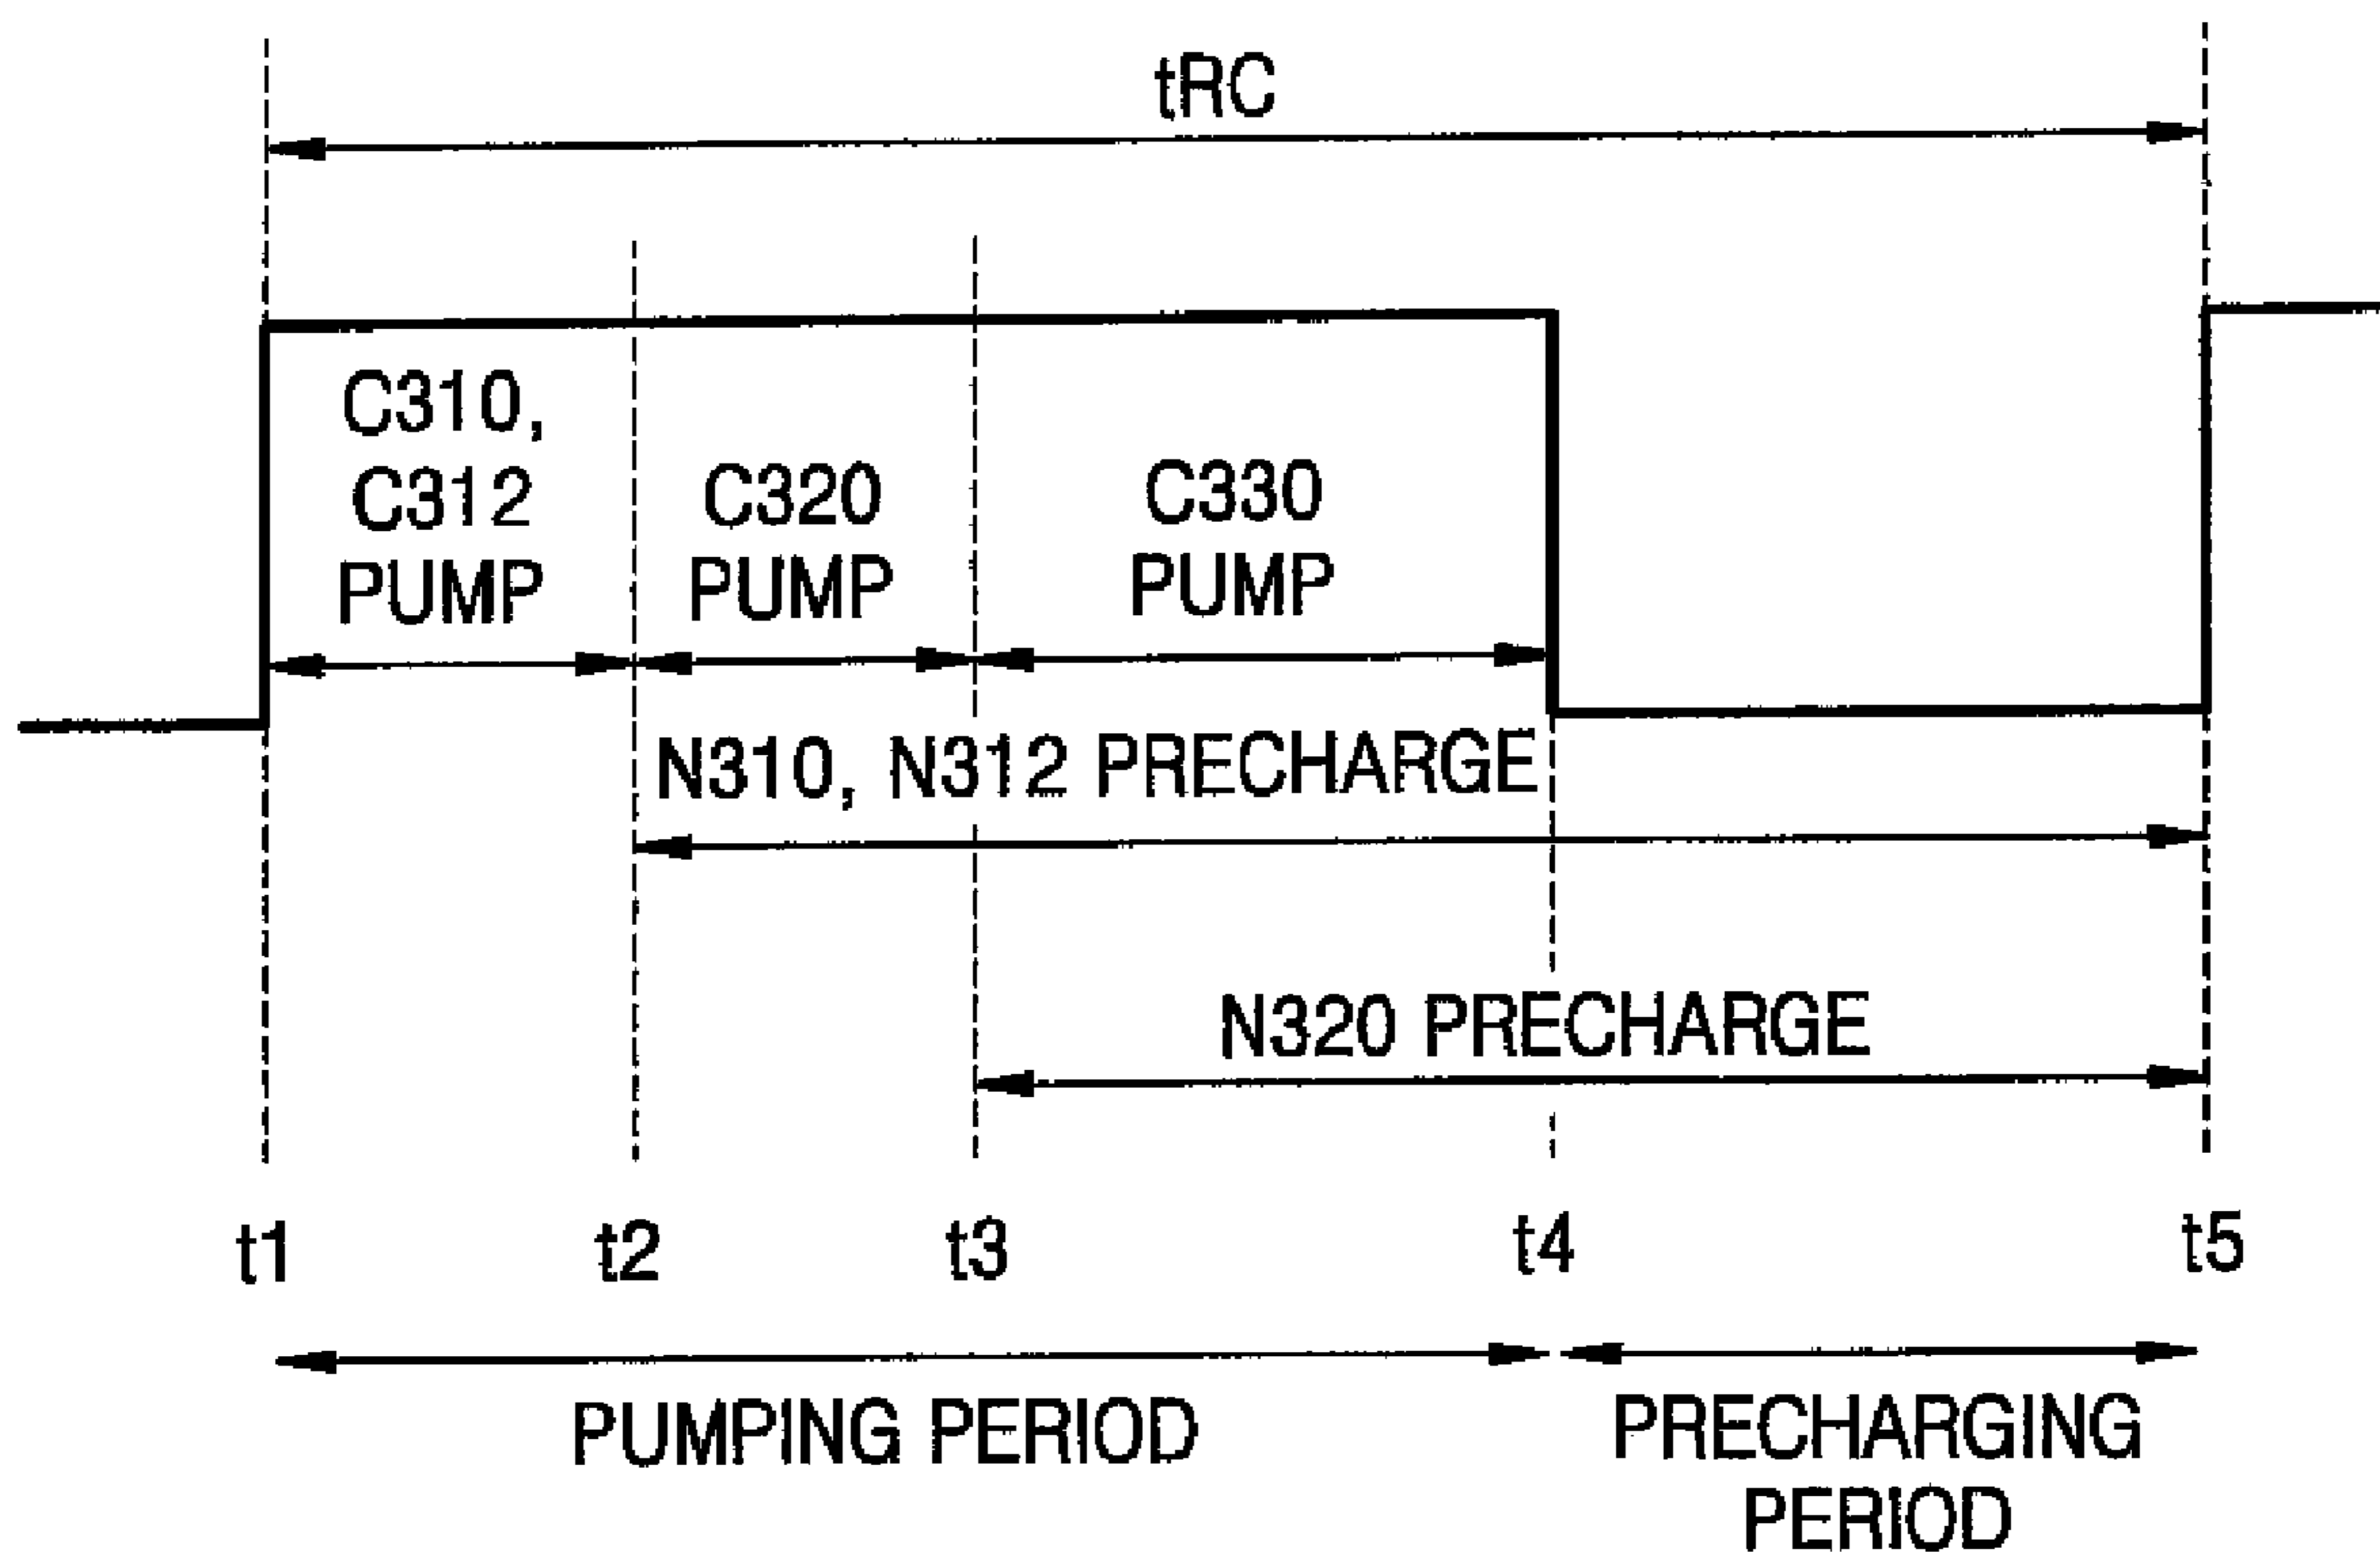 tRC
C310,
C312
PUMP
C320
PUMP
C330
PUMP
N310, N312 PRECHARGE
N320 PRECHARGE
t1 t2 t3 t4 t5
PUMPING PERIOD
PRECHARGING
PERIOD